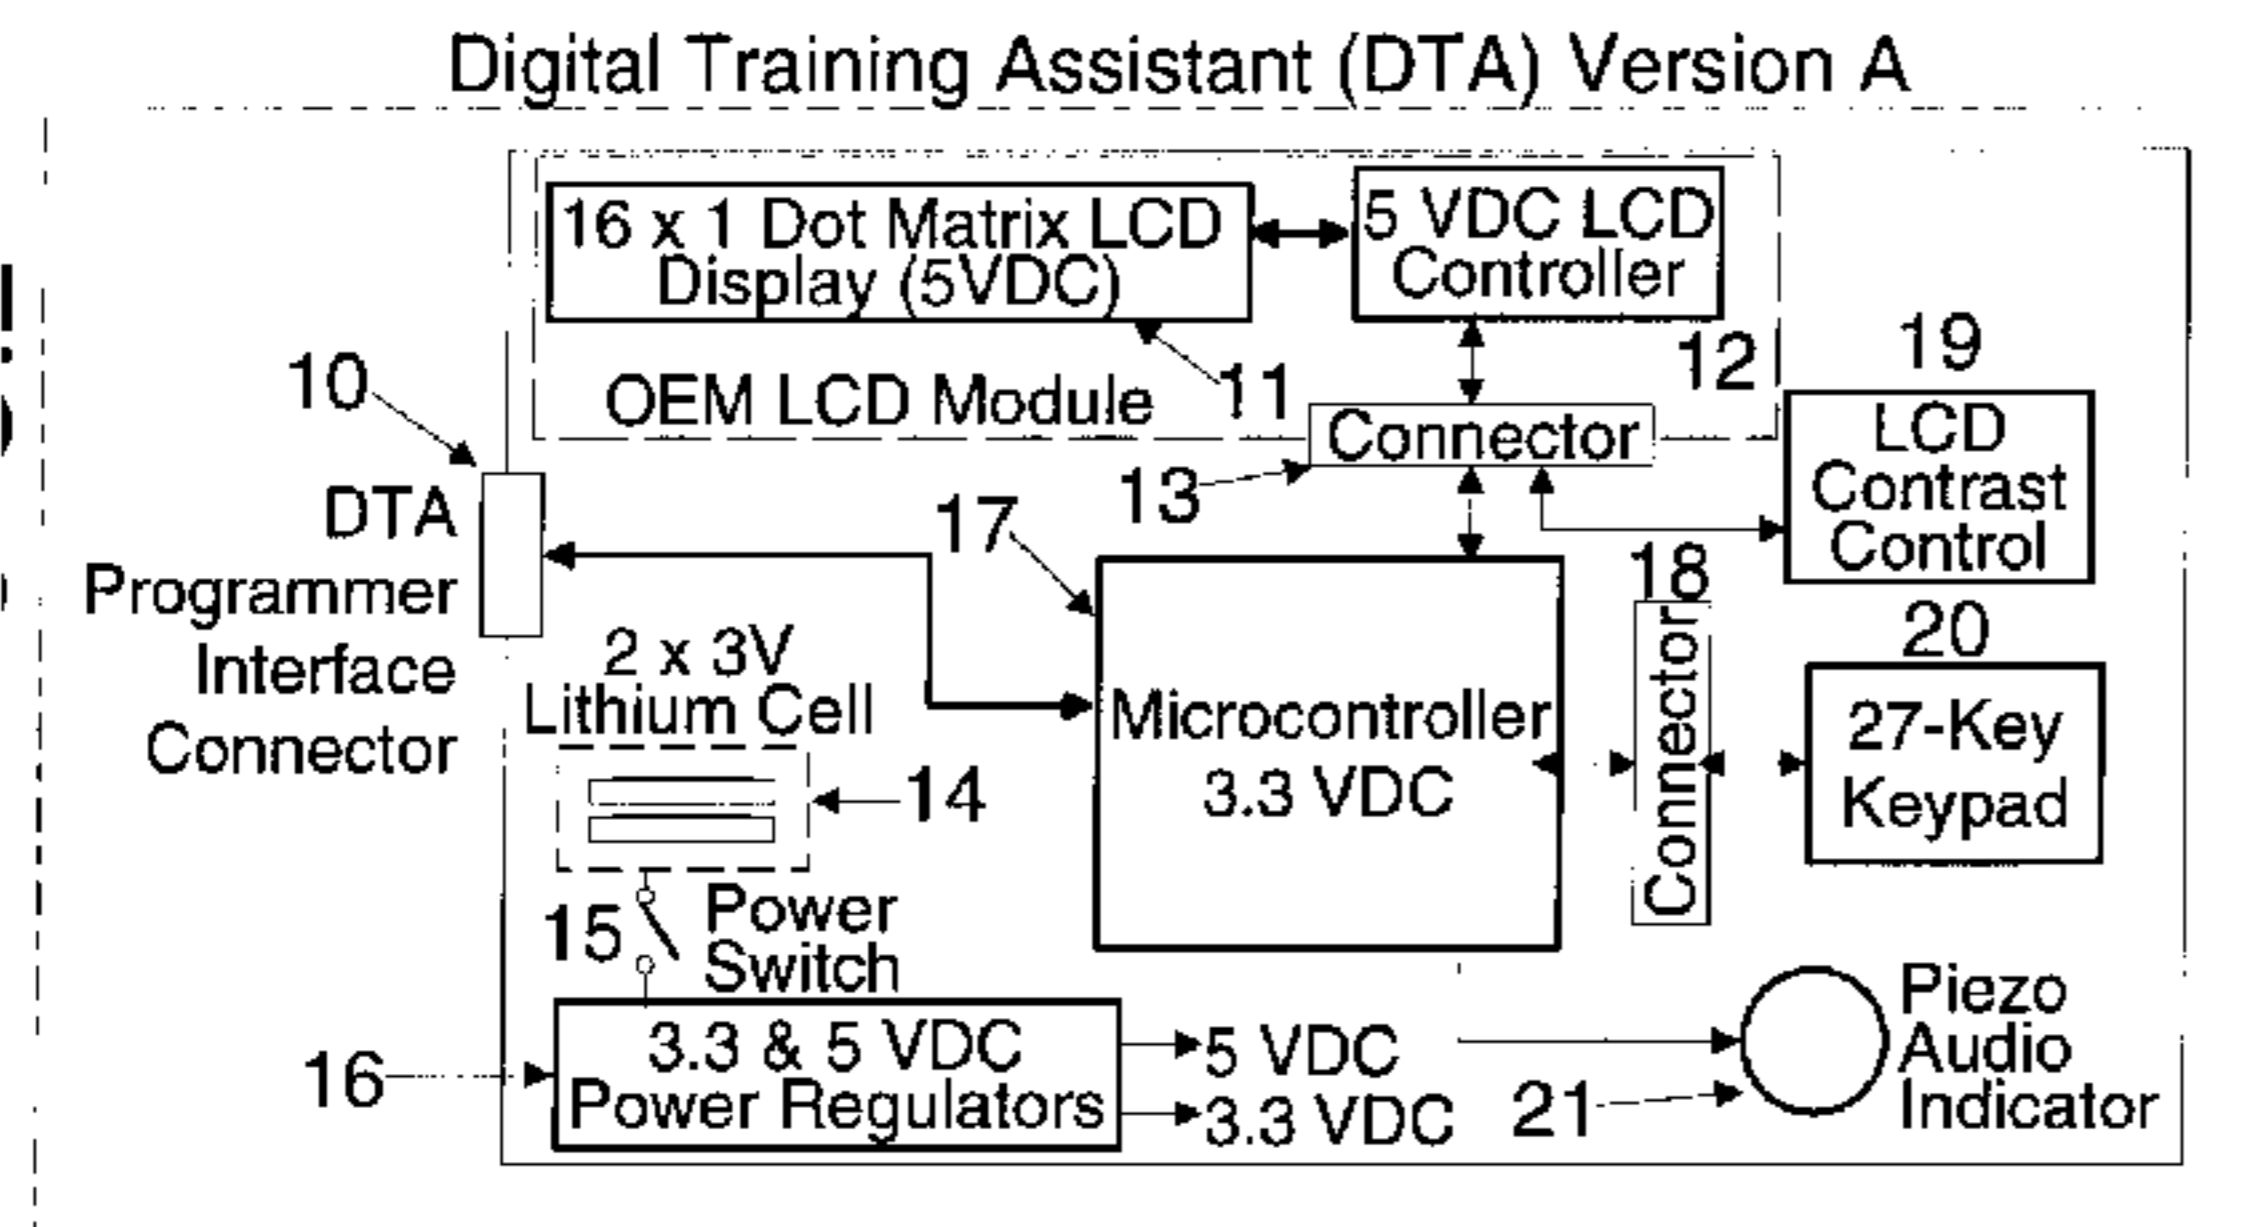 Digital Training Assistant (DTA) Version A
16 x 1 Dot Matrix LCD
Display (5VDC)
5 VDC LCD
Controller
OEM LCD Module
11
12
10
Connector
13
19
LCD
Contrast
Control
DTA
Programmer
Interface
Connector
17
Microcontroller
3.3 VDC
18
Connector
20
27-Key
Keypad
2 x 3V
Lithium Cell
14
15
Power
Switch
16
3.3 & 5 VDC
Power Regulators
5 VDC
3.3 VDC
21
Piezo
Audio
Indicator